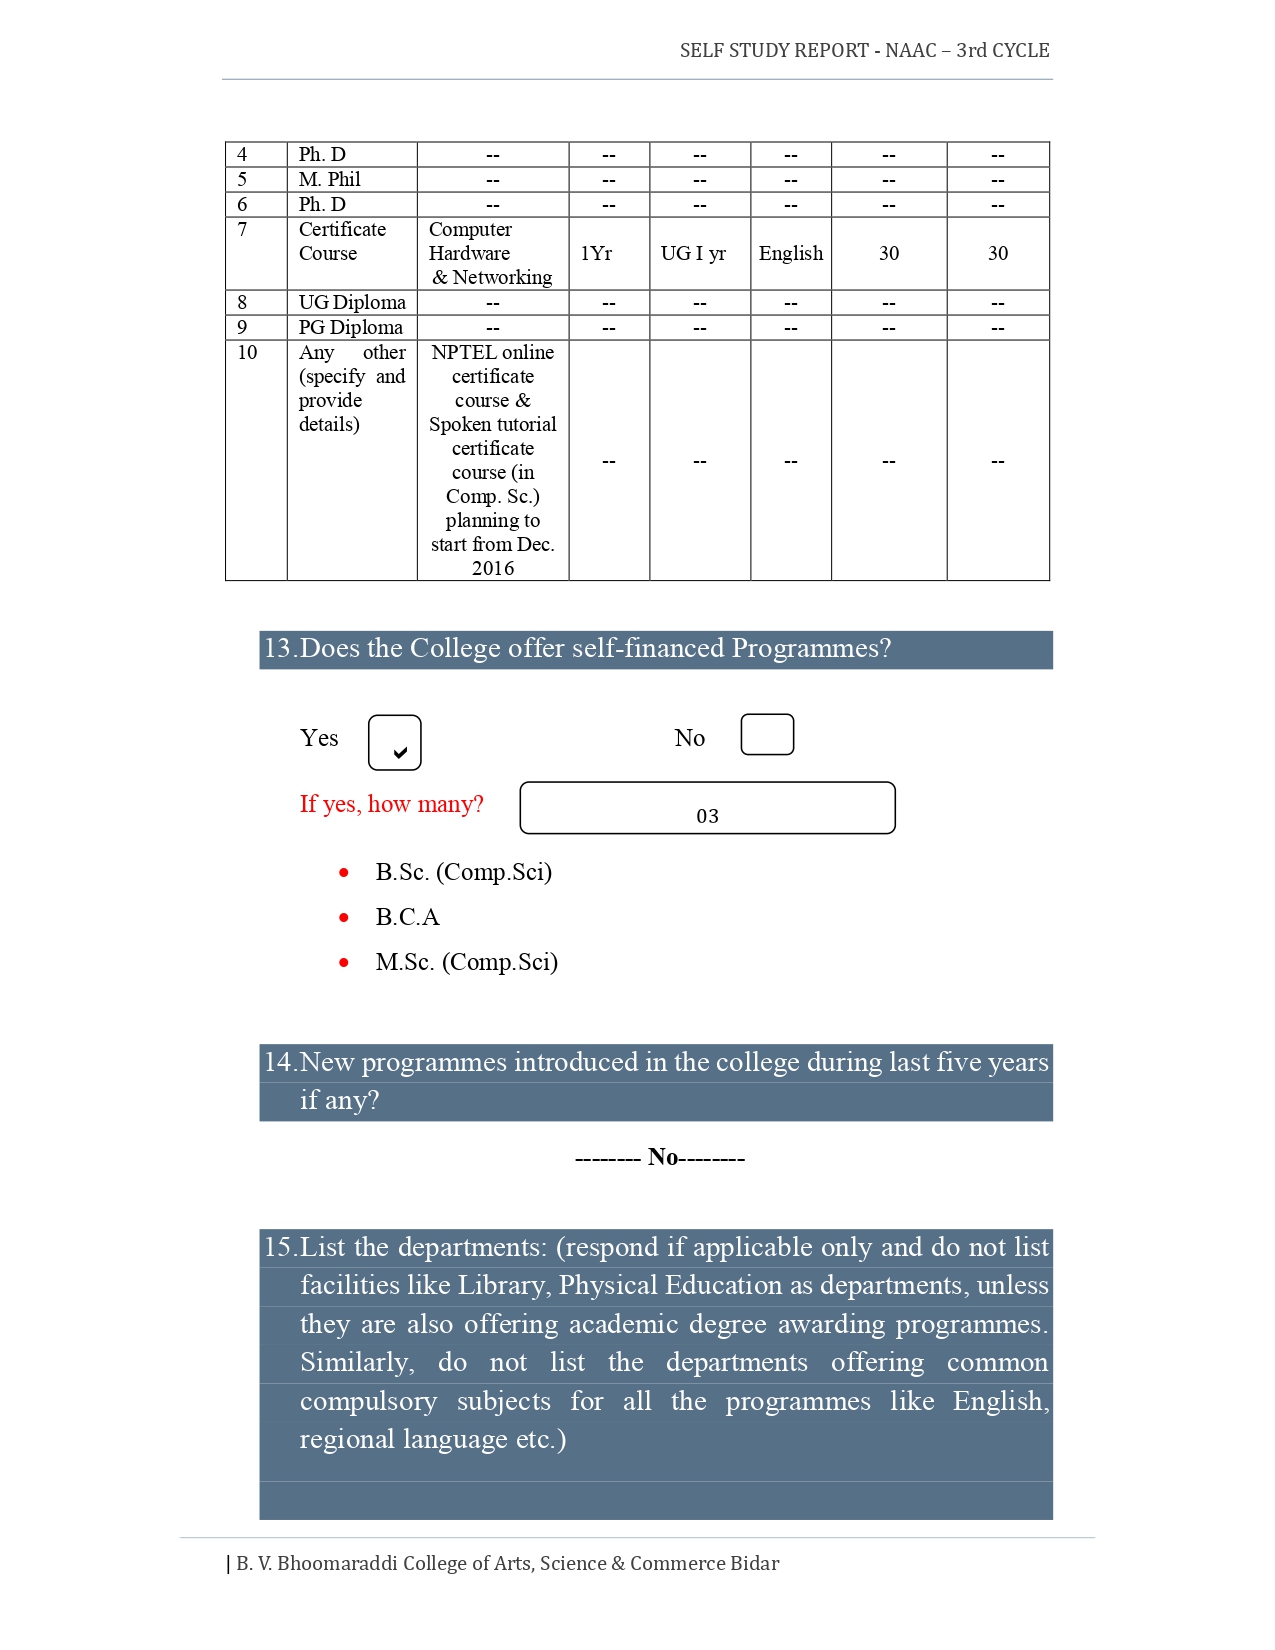 SELF STUDY REPORT - NAAC – 3rd CYCLE
4 Ph. D -- -- -- -- -- --
5 M. Phil -- -- -- -- -- --
6 Ph. D -- -- -- -- -- --
7 Certificate Course Computer Hardware & Networking 1Yr UG I yr English 30 30
8 UG Diploma -- -- -- -- -- --
9 PG Diploma -- -- -- -- -- --
10 Any other (specify and provide details) NPTEL online certificate course & Spoken tutorial certificate course (in Comp. Sc.) planning to start from Dec. 2016 -- -- -- -- --
13.Does the College offer self-financed Programmes?
Yes ✓ No
If yes, how many? 03
• B.Sc. (Comp.Sci)
• B.C.A
• M.Sc. (Comp.Sci)
14.New programmes introduced in the college during last five years
if any?
-------- No--------
15.List the departments: (respond if applicable only and do not list
facilities like Library, Physical Education as departments, unless
they are also offering academic degree awarding programmes.
Similarly, do not list the departments offering common
compulsory subjects for all the programmes like English,
regional language etc.)
| B. V. Bhoomaraddi College of Arts, Science & Commerce Bidar